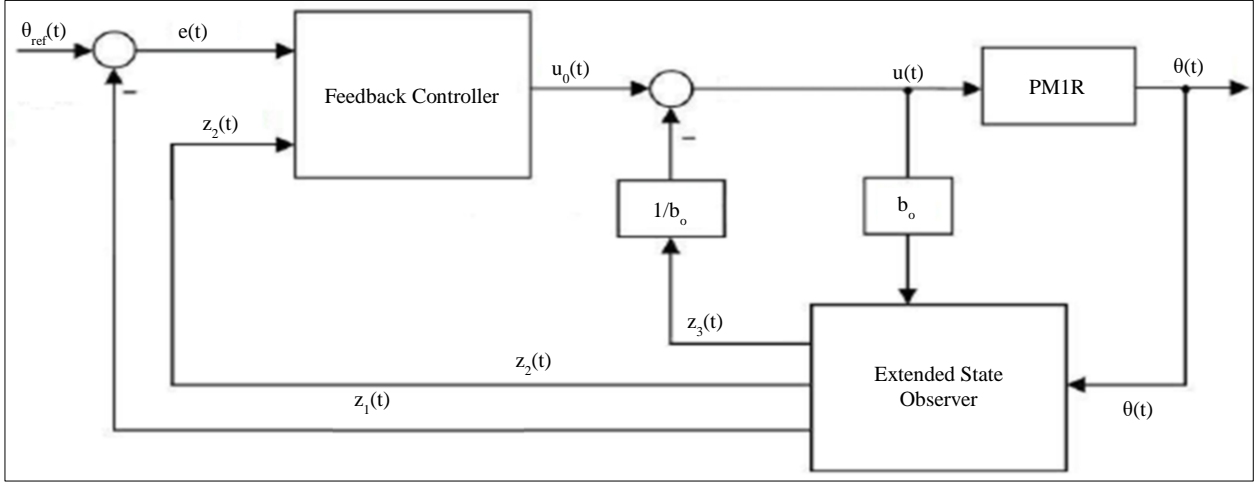 θref(t)
e(t)
Feedback Controller
u0(t)
u(t)
PM1R
θ(t)
–
z2(t)
–
1/bo
bo
z3(t)
z2(t)
z1(t)
Extended State
Observer
θ(t)